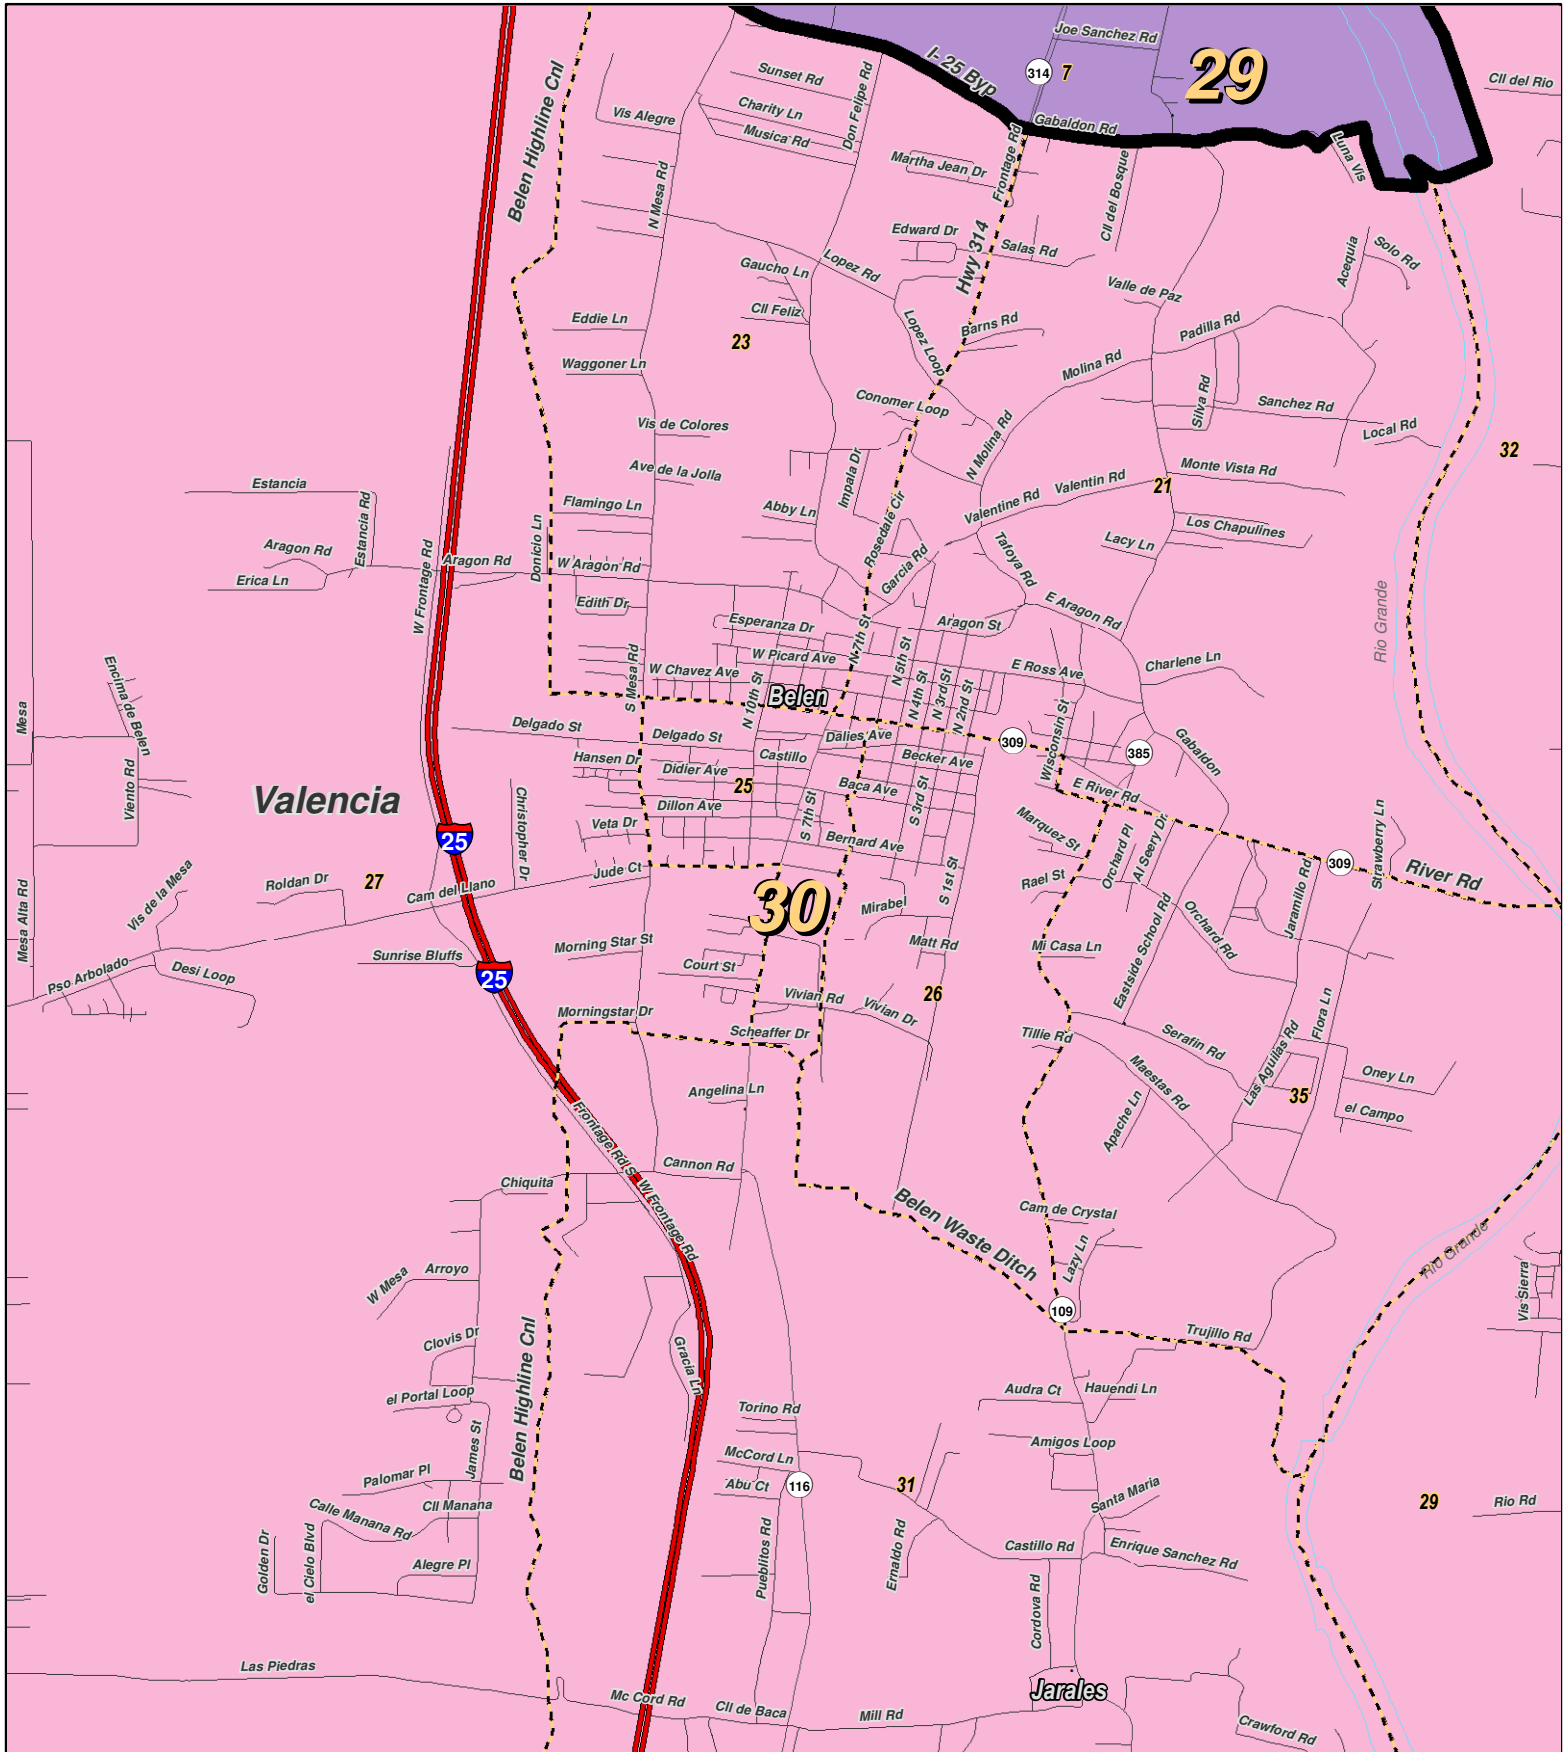 Joe Sanchez Rd
29
314
7
I- 25 Byp
Cll del Rio
Sunset Rd
Don Felipe Rd
Belen Highline Cnl
Charity Ln
Vis Alegre
Musica Rd
Gabaldon Rd
Frontage Rd
Luna Vis
Martha Jean Dr
Cll del Bosque
N Mesa Rd
Edward Dr
Salas Rd
Hwy 314
Acequia
Solo Rd
Gaucho Ln
Lopez Rd
Valle de Paz
Cll Feliz
Eddie Ln
Lopez Loop
Barns Rd
Padilla Rd
23
Waggoner Ln
Molina Rd
Silva Rd
Conomer Loop
Sanchez Rd
Vis de Colores
N Molina Rd
Local Rd
32
Ave de la Jolla
Impala Dr
Monte Vista Rd
Estancia
Valentin Rd
21
Flamingo Ln
Abby Ln
Rosedale Cir
Valentine Rd
Estancia Rd
Los Chapulines
Donicio Ln
Lacy Ln
Aragon Rd
W Frontage Rd
Aragon Rd
W Aragon Rd
Garcia Rd
Tafoya Rd
Erica Ln
Edith Dr
E Aragon Rd
Rio Grande
Esperanza Dr
N 7th St
Aragon St
W Picard Ave
N 5th St
E Ross Ave
Charlene Ln
Encima de Belen
S Mesa Rd
W Chavez Ave
N 10th St
Belen
N 4th St
N 3rd St
N 2nd St
Mesa
Delgado St
Delgado St
Dalies Ave
309
Wisconsin St
385
Gabaldon
Hansen Dr
Didier Ave
Castillo
Becker Ave
Viento Rd
Valencia
Christopher Dr
25
Baca Ave
E River Rd
Dillon Ave
S 7th St
S 3rd St
25
Veta Dr
Bernard Ave
Marquez St
Orchard Pl
Al Seery Dr
Strawberry Ln
309
River Rd
Jude Ct
S 1st St
Rael St
Roldan Dr
27
Cam del Llano
Vis de la Mesa
Mesa Alta Rd
30
Mirabel
Jaramillo Rd
Orchard Rd
Eastside School Rd
Morning Star St
Matt Rd
Mi Casa Ln
Sunrise Bluffs
Court St
Pso Arbolado
Desi Loop
25
Vivian Rd
26
Vivian Dr
Morningstar Dr
Scheaffer Dr
Tillie Rd
Serafin Rd
Flora Ln
Las Aguilas Rd
Maestas Rd
Oney Ln
Angelina Ln
35
el Campo
Apache Ln
Frontage Rd S
Cannon Rd
Chiquita
W Frontage Rd
Belen Waste Ditch
Cam de Crystal
Lazy Ln
Rio Grande
Arroyo
W Mesa
Vis Sierra
109
Trujillo Rd
Clovis Dr
Belen Highline Cnl
Gracia Ln
el Portal Loop
Audra Ct
Hauendi Ln
Torino Rd
James St
McCord Ln
Amigos Loop
Palomar Pl
Abu Ct
116
31
Santa Maria
29
Rio Rd
Cll Manana
Calle Manana Rd
Golden Dr
el Cielo Blvd
Pueblitos Rd
Ernaldo Rd
Castillo Rd
Enrique Sanchez Rd
Alegre Pl
Cordova Rd
Las Piedras
Jarales
Mc Cord Rd
Cll de Baca
Mill Rd
Crawford Rd